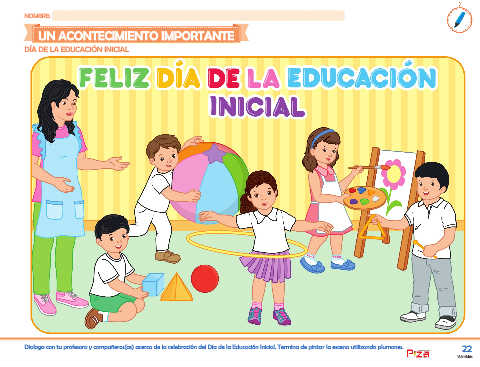 NOMBRE:
UN ACONTECIMIENTO IMPORTANTE
DÍA DE LA EDUCACIÓN INICIAL
FELIZ DÍA DE LA EDUCACIÓN
INICIAL
Dialoga con tu profesora y compañeros(as) acerca de la celebración del Día de la Educación Inicial. Termina de pintar la escena utilizando plumones.
22